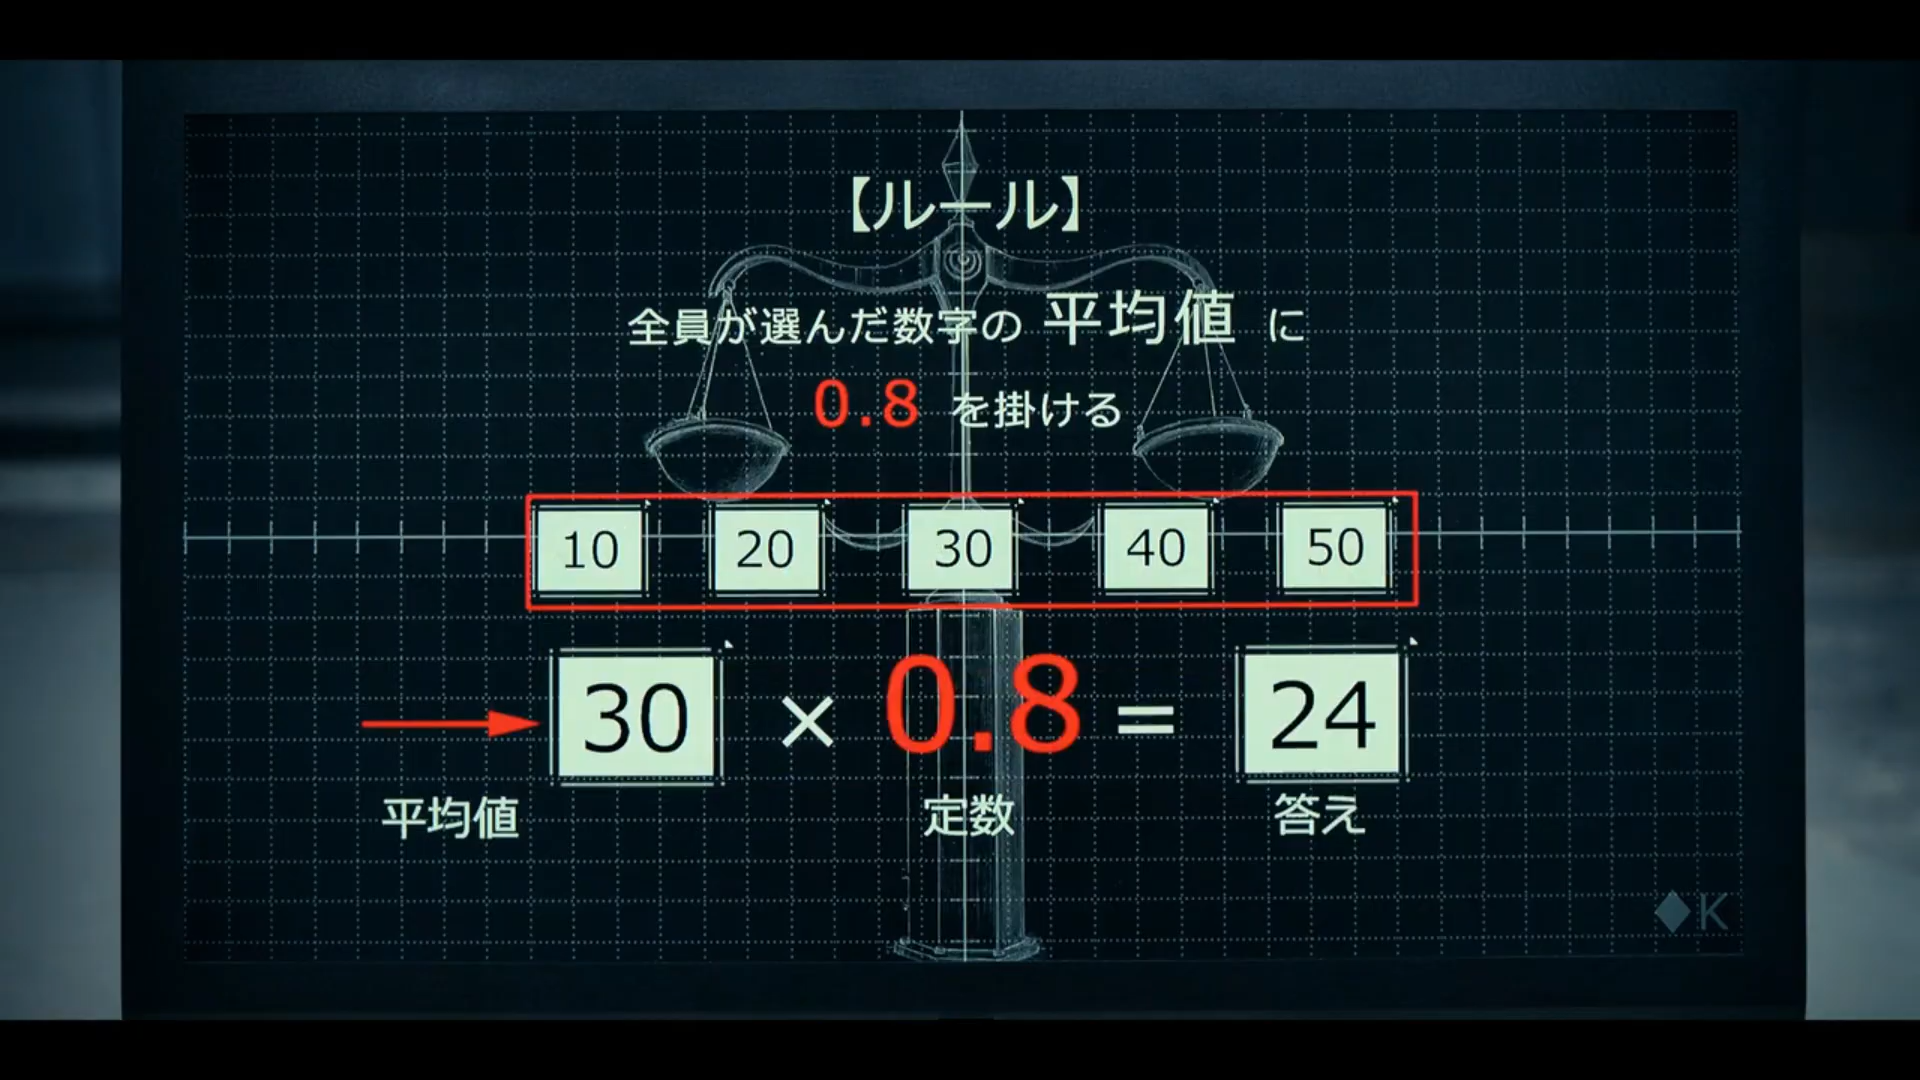 【ルール】
全員が選んだ数字の 平均値 に
0.8 を掛ける
10 20 30 40 50
30 × 0.8 = 24
平均値 定数 答え
♦K